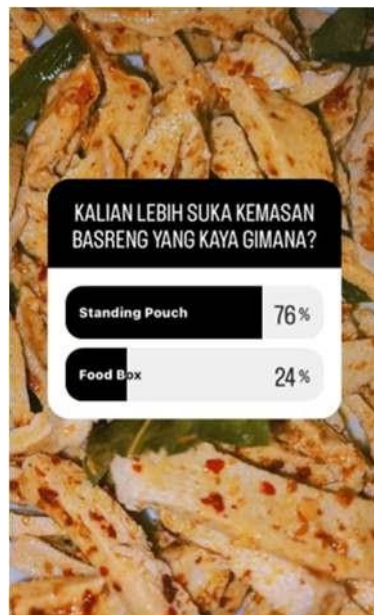 KALIAN LEBIH SUKA KEMASAN
BASRENG YANG KAYA GIMANA?
Standing Pouch 76%
Food Box 24%